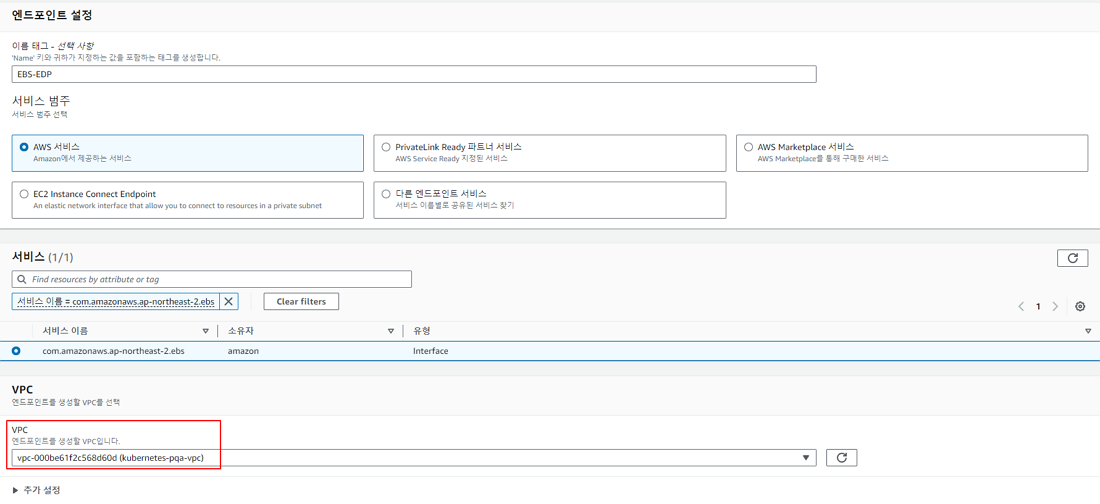 엔드포인트 설정
이름 태그 - 선택 사항
'Name' 키와 귀하가 지정하는 값을 포함하는 태그를 생성합니다.
EBS-EDP
서비스 범주
서비스 범주 선택
AWS 서비스
Amazon에서 제공하는 서비스
PrivateLink Ready 파트너 서비스
AWS Service Ready 지정된 서비스
AWS Marketplace 서비스
AWS Marketplace를 통해 구매한 서비스
EC2 Instance Connect Endpoint
An elastic network interface that allow you to connect to resources in a private subnet
다른 엔드포인트 서비스
서비스 이름별로 공유된 서비스 찾기
서비스 (1/1)
Find resources by attribute or tag
서비스 이름 = com.amazonaws.ap-northeast-2.ebs
Clear filters
1
서비스 이름 소유자 유형
com.amazonaws.ap-northeast-2.ebs amazon Interface
VPC
엔드포인트를 생성할 VPC를 선택
VPC
엔드포인트를 생성할 VPC입니다.
vpc-000be61f2c568d60d (kubernetes-pqa-vpc)
추가 설정